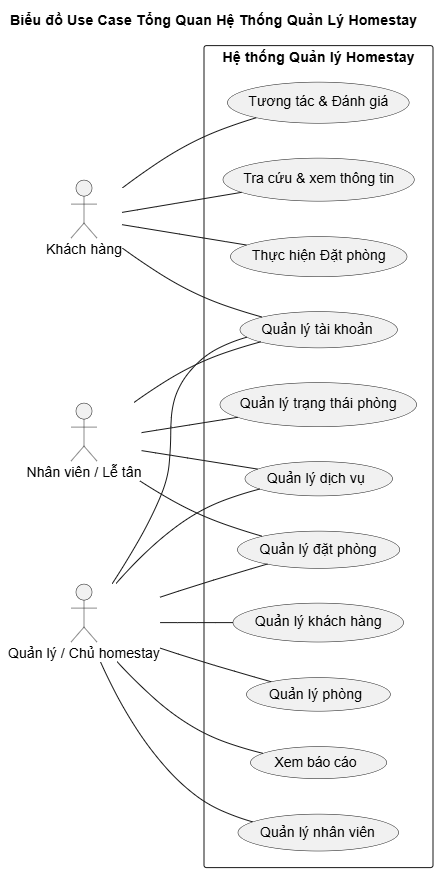 Biểu đồ Use Case Tổng Quan Hệ Thống Quản Lý Homestay
Hệ thống Quản lý Homestay
Tương tác & Đánh giá
Tra cứu & xem thông tin
Khách hàng
Thực hiện Đặt phòng
Quản lý tài khoản
Quản lý trạng thái phòng
Nhân viên / Lễ tân
Quản lý dịch vụ
Quản lý đặt phòng
Quản lý khách hàng
Quản lý / Chủ homestay
Quản lý phòng
Xem báo cáo
Quản lý nhân viên